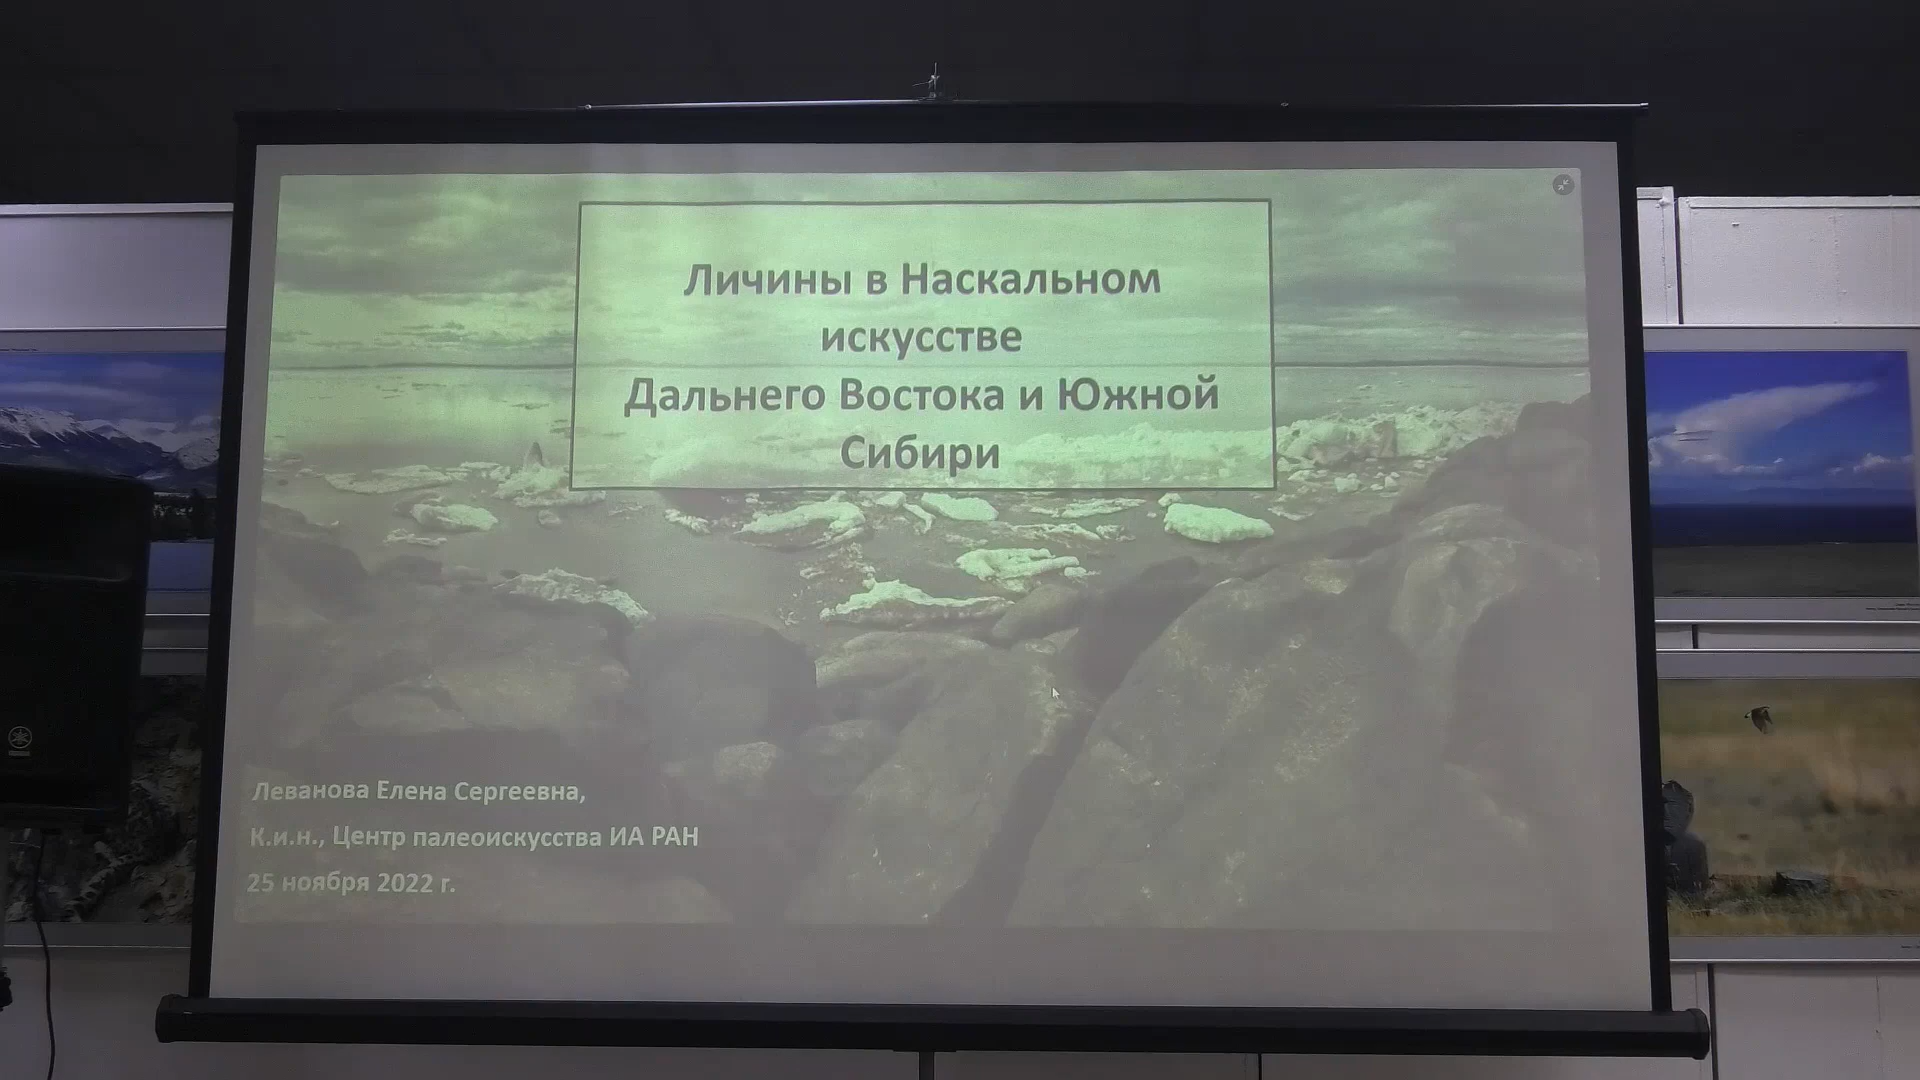 Личины в Наскальном
искусстве
Дальнего Востока и Южной
Сибири
Леванова Елена Сергеевна,
К.и.н., Центр палеоискусства ИА РАН
25 ноября 2022 г.